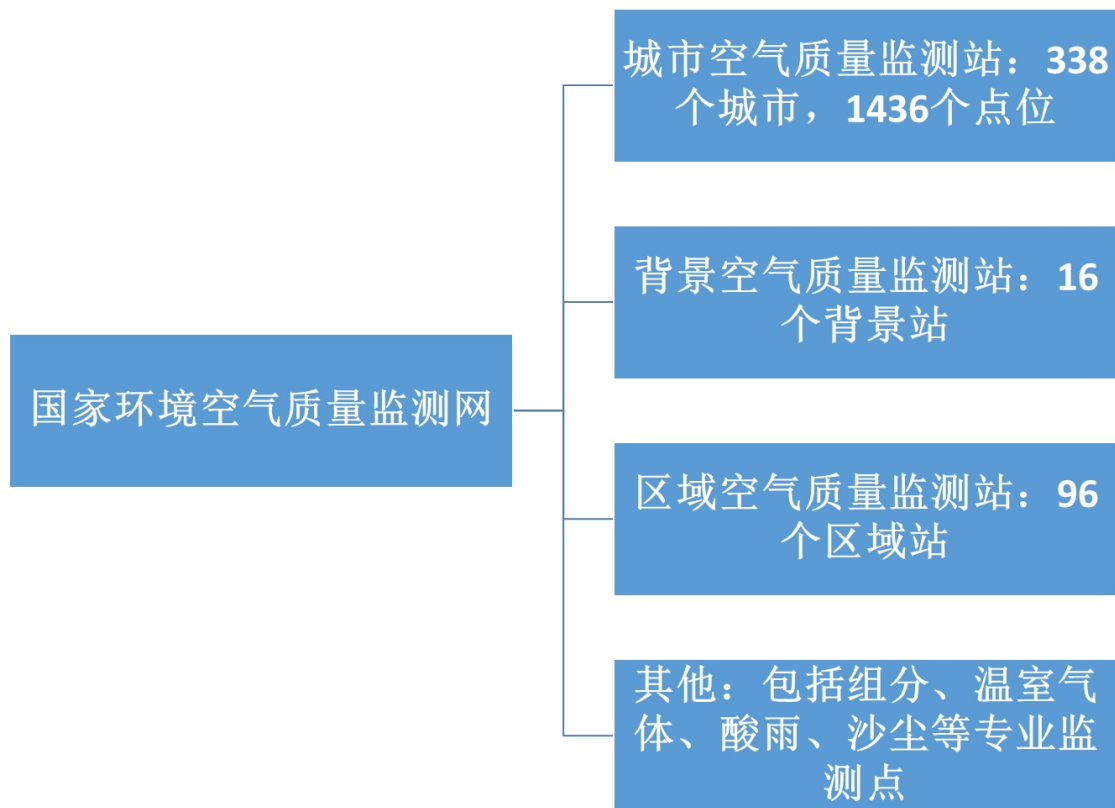 城市空气质量监测站：338
个城市，1436个点位
背景空气质量监测站：16
个背景站
国家环境空气质量监测网
区域空气质量监测站：96
个区域站
其他：包括组分、温室气
体、酸雨、沙尘等专业监
测点